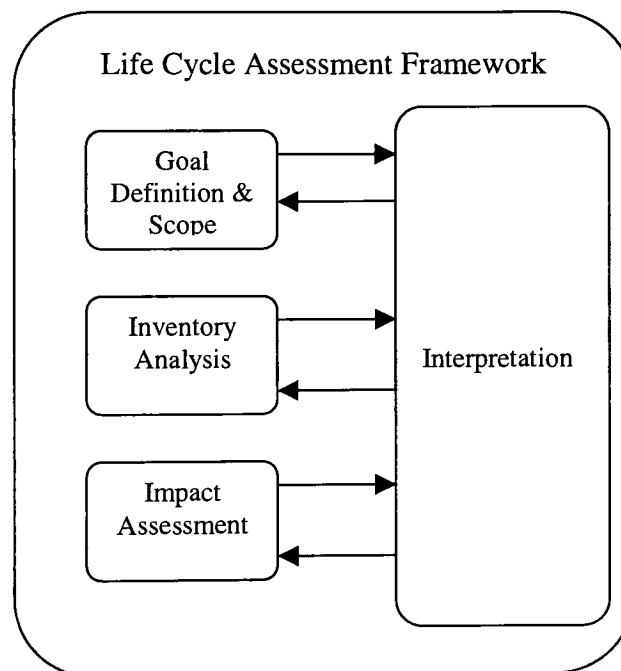 Life Cycle Assessment Framework
Goal
Definition &
Scope
Inventory
Analysis
Interpretation
Impact
Assessment